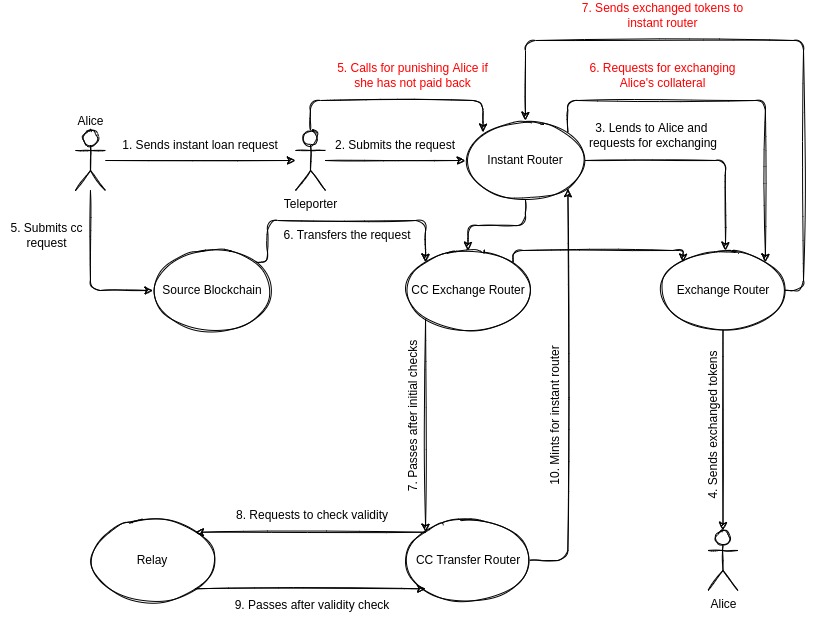 7. Sends exchanged tokens to
instant router
5. Calls for punishing Alice if
she has not paid back
6. Requests for exchanging
Alice's collateral
Alice
1. Sends instant loan request
2. Submits the request
Instant Router
3. Lends to Alice and
requests for exchanging
Teleporter
5. Submits cc
request
6. Transfers the request
Source Blockchain
CC Exchange Router
Exchange Router
7. Passes after initial checks
10. Mints for instant router
4. Sends exchanged tokens
8. Requests to check validity
Relay
CC Transfer Router
9. Passes after validity check
Alice